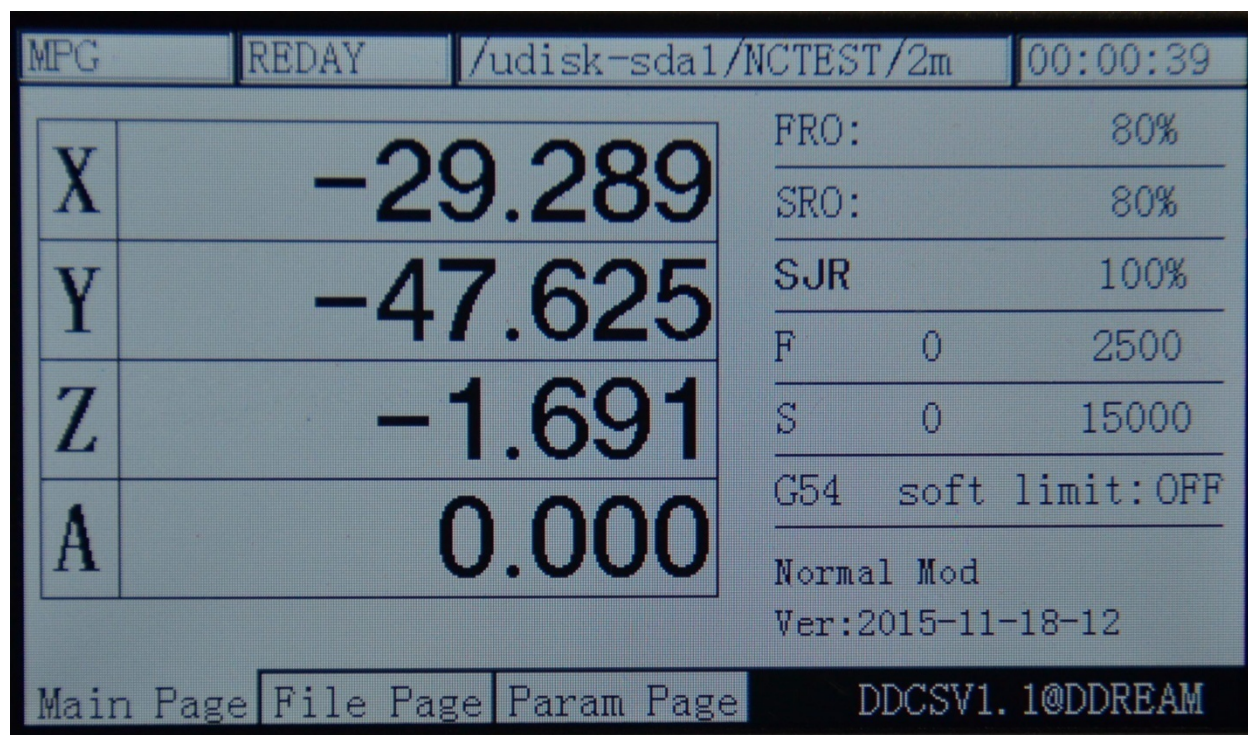 MPG REDAY /udisk-sda1/NCTEST/2m 00:00:39
X -29.289
Y -47.625
Z -1.691
A 0.000
FRO: 80%
SRO: 80%
SJR 100%
F 0 2500
S 0 15000
G54 soft limit:OFF
Normal Mod
Ver:2015-11-18-12
Main Page File Page Param Page DDCSV1.1@DDREAM